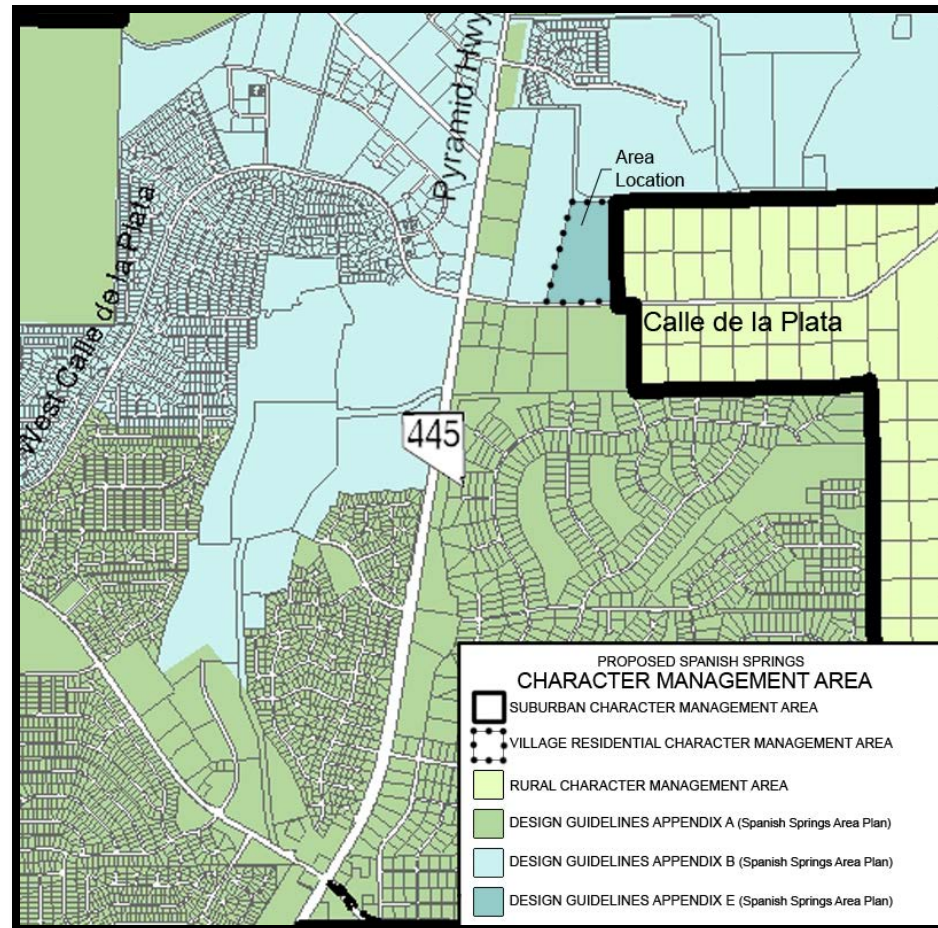 Pyramid Hwy
Area
Location
West Calle de la Plata
Calle de la Plata
445
PROPOSED SPANISH SPRINGS
CHARACTER MANAGEMENT AREA
SUBURBAN CHARACTER MANAGEMENT AREA
VILLAGE RESIDENTIAL CHARACTER MANAGEMENT AREA
RURAL CHARACTER MANAGEMENT AREA
DESIGN GUIDELINES APPENDIX A (Spanish Springs Area Plan)
DESIGN GUIDELINES APPENDIX B (Spanish Springs Area Plan)
DESIGN GUIDELINES APPENDIX E (Spanish Springs Area Plan)